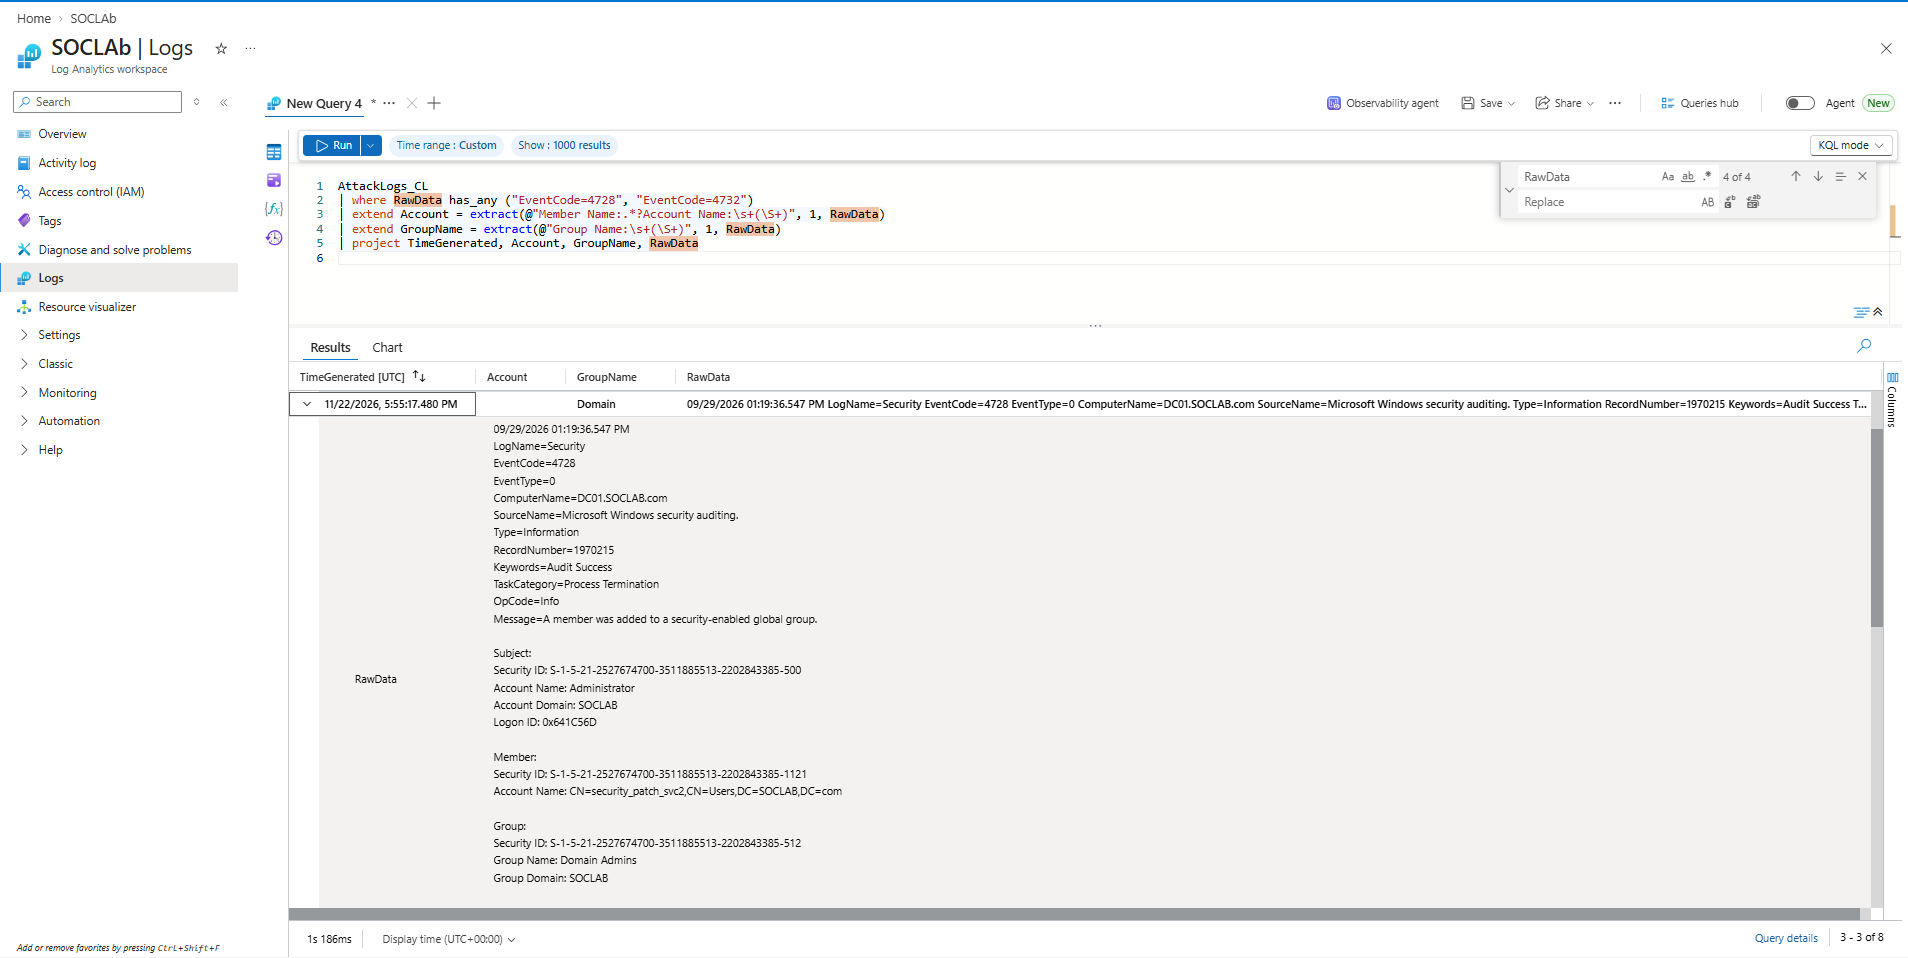 Home > SOCLAb
SOCLAb | Logs
Log Analytics workspace
Search
Overview
Activity log
Access control (IAM)
Tags
Diagnose and solve problems
Logs
Resource visualizer
Settings
Classic
Monitoring
Automation
Help
Add or remove favorites by pressing Ctrl+Shift+F
New Query 4 * ...
Observability agent Save Share ... Queries hub Agent New
Run Time range : Custom Show : 1000 results KQL mode
RawData Aa ab .* 4 of 4
Replace AB
1 AttackLogs_CL
2 | where RawData has_any ("EventCode=4728", "EventCode=4732")
3 | extend Account = extract(@"Member Name:.*?Account Name:\s+(\S+)", 1, RawData)
4 | extend GroupName = extract(@"Group Name:\s+(\S+)", 1, RawData)
5 | project TimeGenerated, Account, GroupName, RawData
6
Results Chart
TimeGenerated [UTC] Account GroupName RawData
11/22/2026, 5:55:17.480 PM Domain 09/29/2026 01:19:36.547 PM LogName=Security EventCode=4728 EventType=0 ComputerName=DC01.SOCLAB.com SourceName=Microsoft Windows security auditing. Type=Information RecordNumber=1970215 Keywords=Audit Success T...
Columns
RawData
09/29/2026 01:19:36.547 PM
LogName=Security
EventCode=4728
EventType=0
ComputerName=DC01.SOCLAB.com
SourceName=Microsoft Windows security auditing.
Type=Information
RecordNumber=1970215
Keywords=Audit Success
TaskCategory=Process Termination
OpCode=Info
Message=A member was added to a security-enabled global group.
Subject:
Security ID: S-1-5-21-2527674700-3511885513-2202843385-500
Account Name: Administrator
Account Domain: SOCLAB
Logon ID: 0x641C56D
Member:
Security ID: S-1-5-21-2527674700-3511885513-2202843385-1121
Account Name: CN=security_patch_svc2,CN=Users,DC=SOCLAB,DC=com
Group:
Security ID: S-1-5-21-2527674700-3511885513-2202843385-512
Group Name: Domain Admins
Group Domain: SOCLAB
1s 186ms Display time (UTC+00:00) Query details 3 - 3 of 8